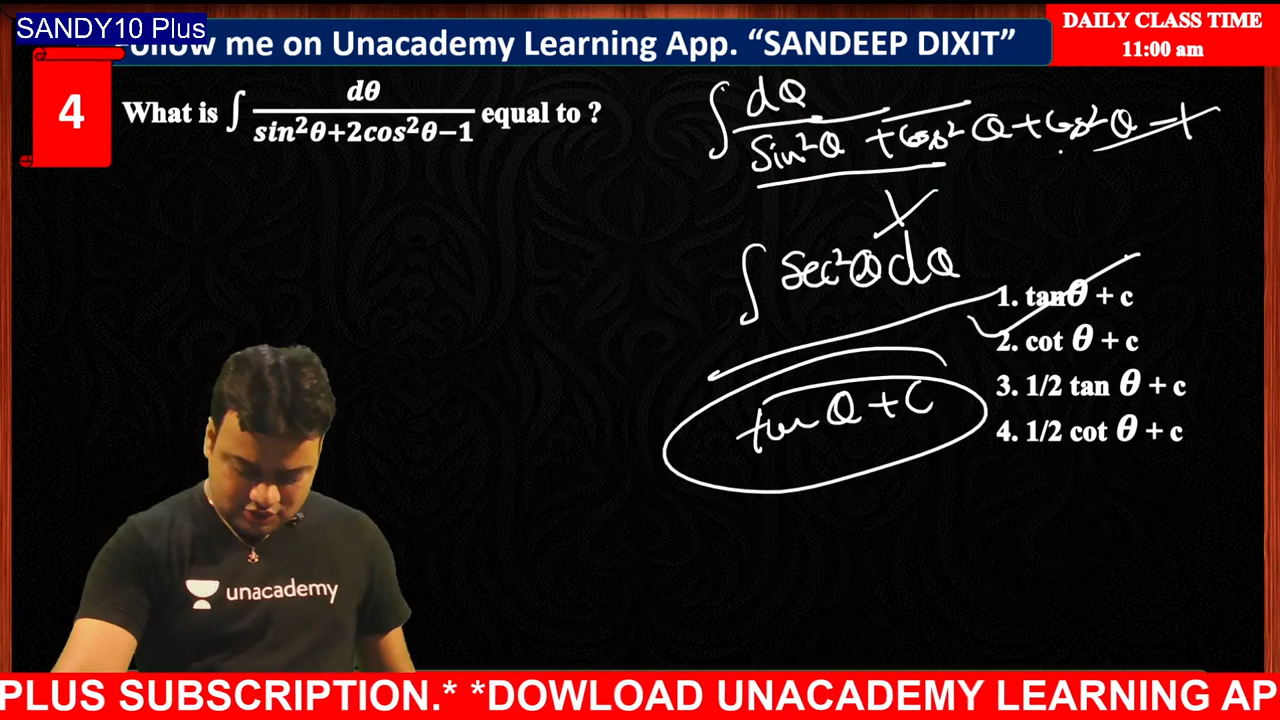 SANDY10 Plus
Follow me on Unacademy Learning App. “SANDEEP DIXIT”
DAILY CLASS TIME
11:00 am
4
What is ∫ dθ / sin²θ+2cos²θ−1 equal to ?
∫ dθ / sin²θ + cos²θ + cos²θ − 1
1
∫ sec²θ dθ
1. tanθ + c
2. cot θ + c
3. 1/2 tan θ + c
4. 1/2 cot θ + c
tan θ + C
unacademy
PLUS SUBSCRIPTION.* *DOWLOAD UNACADEMY LEARNING AP